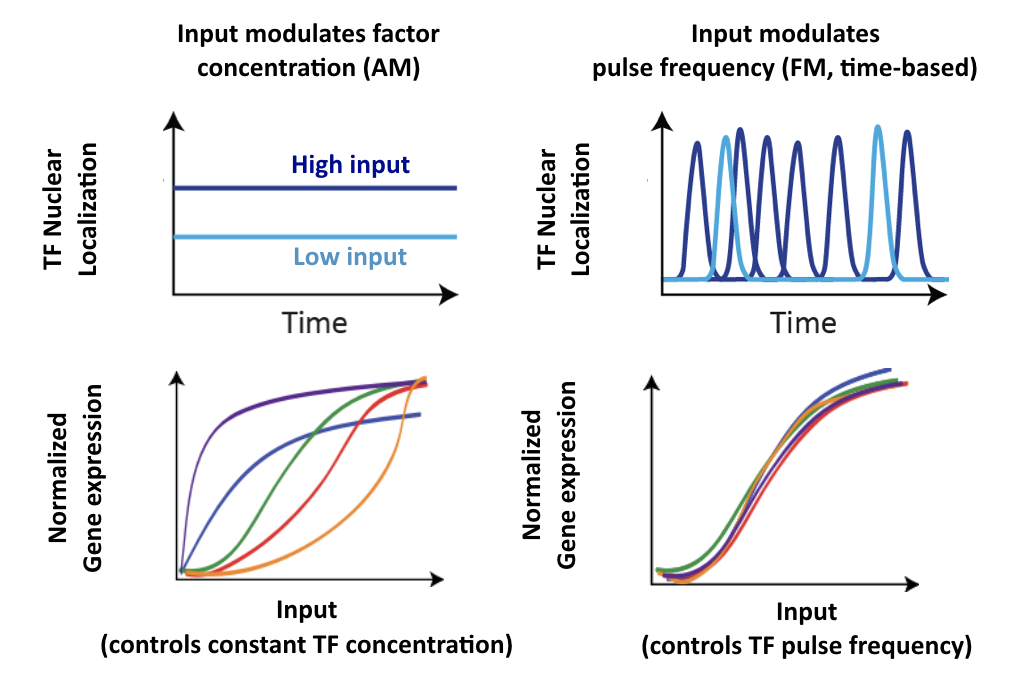 Input modulates factor
concentration (AM)
Input modulates
pulse frequency (FM, time-based)
TF Nuclear
Localization
High input
Low input
Time
TF Nuclear
Localization
Time
Normalized
Gene expression
Input
(controls constant TF concentration)
Normalized
Gene expression
Input
(controls TF pulse frequency)